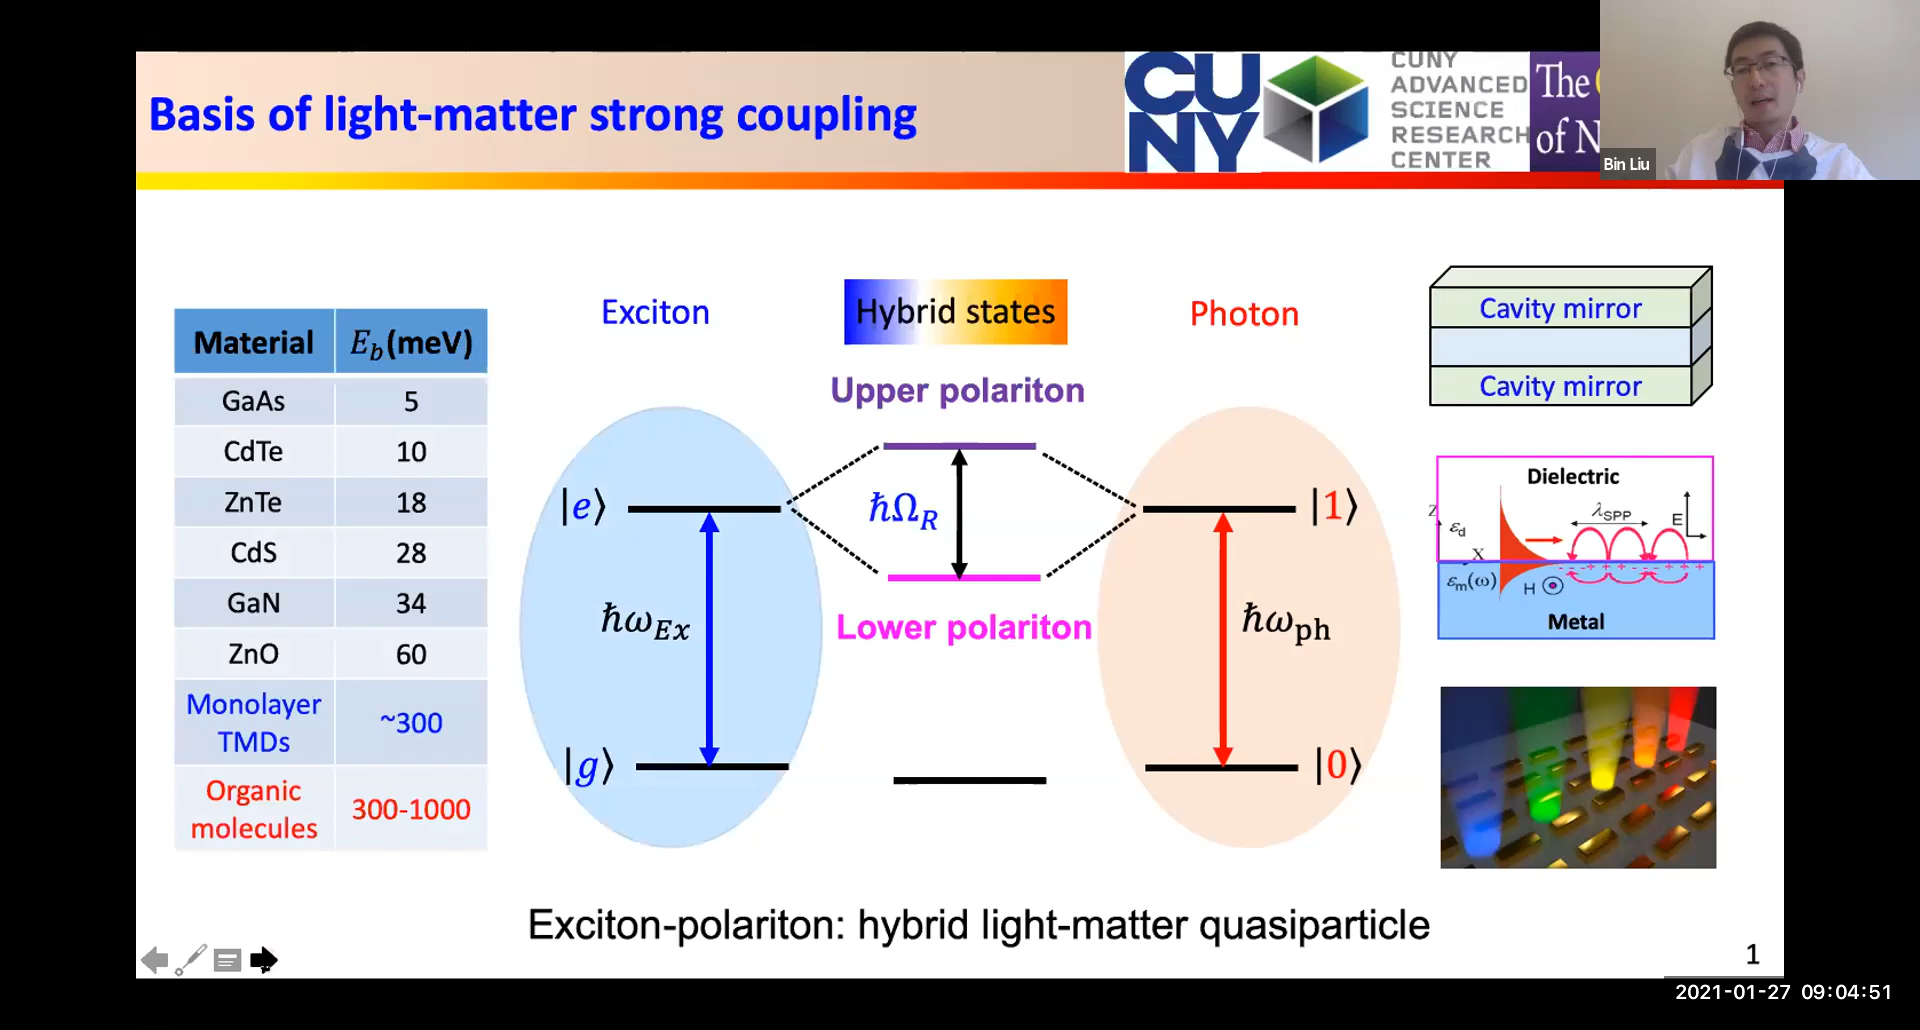 Basis of light-matter strong coupling
CU
NY
CUNY
ADVANCED
SCIENCE
RESEARCH
CENTER
The
of N
Bin Liu
Material E_b(meV)
GaAs 5
CdTe 10
ZnTe 18
CdS 28
GaN 34
ZnO 60
Monolayer
TMDs
~300
Organic
molecules
300-1000
Exciton
Hybrid states
Photon
Upper polariton
|e⟩
ħΩ_R
|1⟩
ħω_Ex
Lower polariton
ħω_ph
|g⟩
|0⟩
Cavity mirror
Cavity mirror
Dielectric
λ_SPP
Z
E
ε_d
X
ε_m(ω)
H
Metal
Exciton-polariton: hybrid light-matter quasiparticle
1
2021-01-27 09:04:51